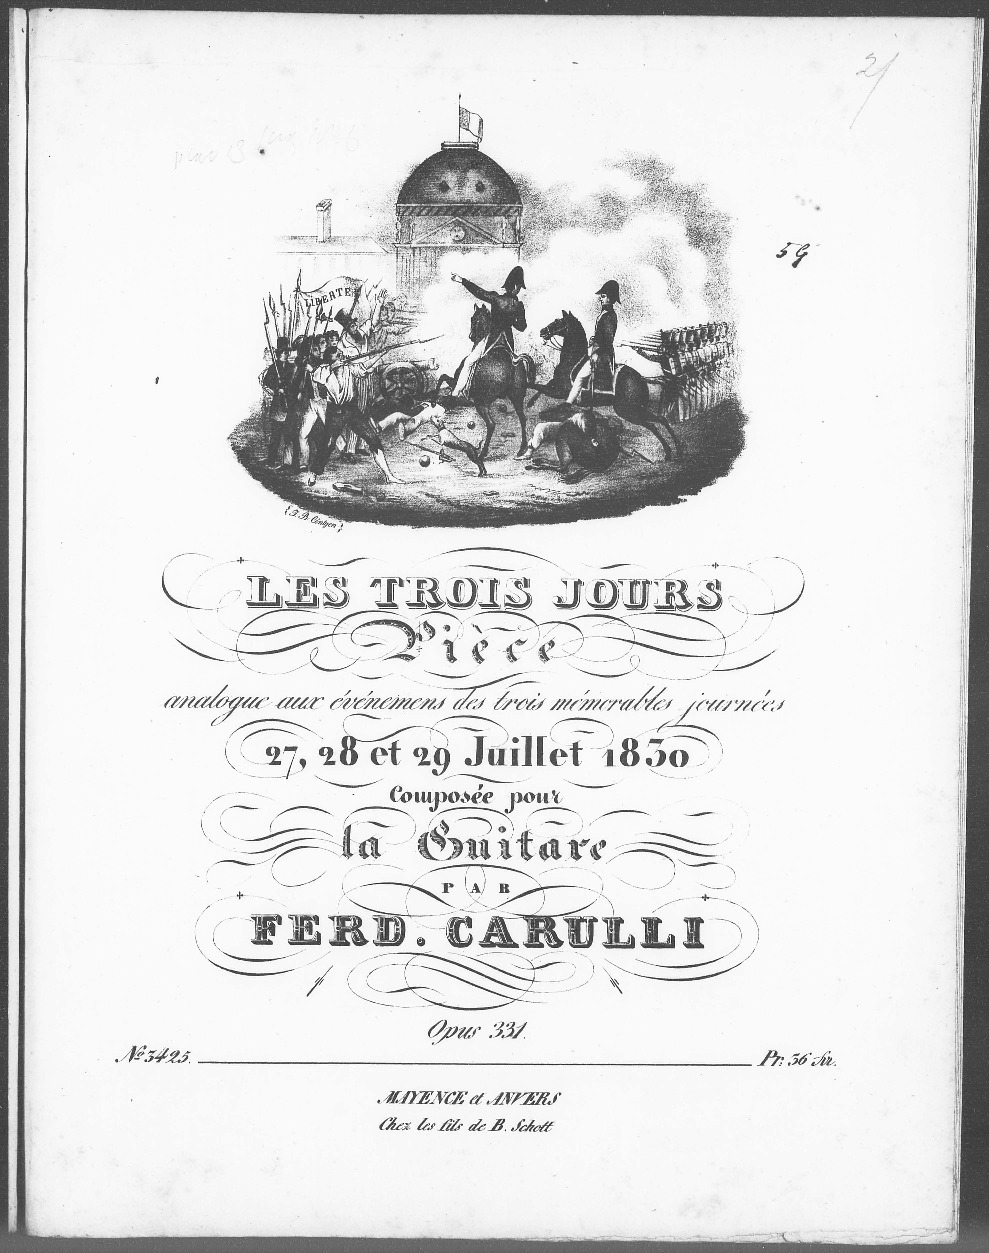 21
5G
LIBERTE
LES TROIS JOURS
Pièce
analogue aux événemens des trois mémorables journées
27, 28 et 29 Juillet 1830
Composée pour
la Guitare
PAR
FERD. CARULLI
Opus 331.
No 3425. Pr: 36 kr.
MAYENCE et ANVERS
Chez les fils de B. Schott